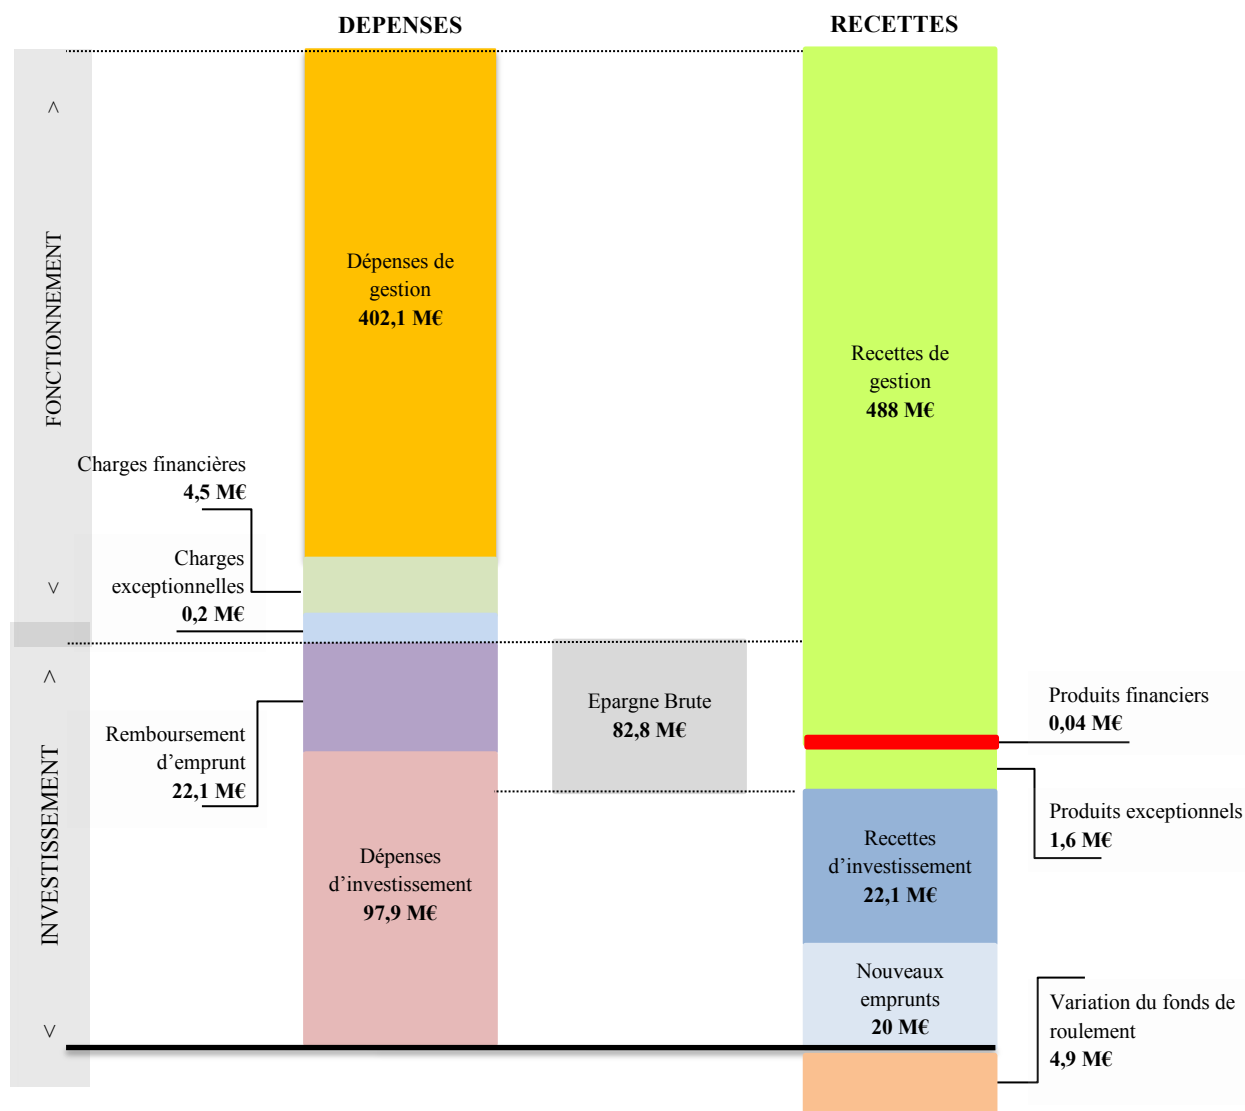 DEPENSES
RECETTES
>
FONCTIONNEMENT
<
>
INVESTISSEMENT
<
Dépenses de
gestion
402,1 M€
Charges financières
4,5 M€
Charges
exceptionnelles
0,2 M€
Remboursement
d’emprunt
22,1 M€
Dépenses
d’investissement
97,9 M€
Epargne Brute
82,8 M€
Recettes de
gestion
488 M€
Produits financiers
0,04 M€
Produits exceptionnels
1,6 M€
Recettes
d’investissement
22,1 M€
Nouveaux
emprunts
20 M€
Variation du fonds de
roulement
4,9 M€